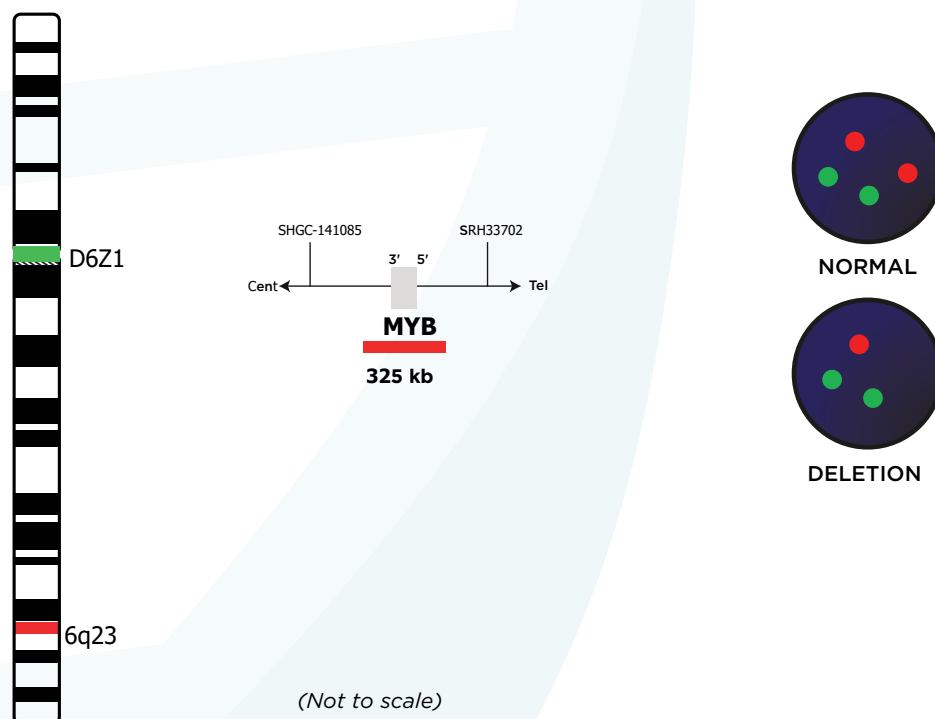 D6Z1
6q23
SHGC-141085
SRH33702
3' 5'
Cent
Tel
MYB
325 kb
(Not to scale)
NORMAL
DELETION